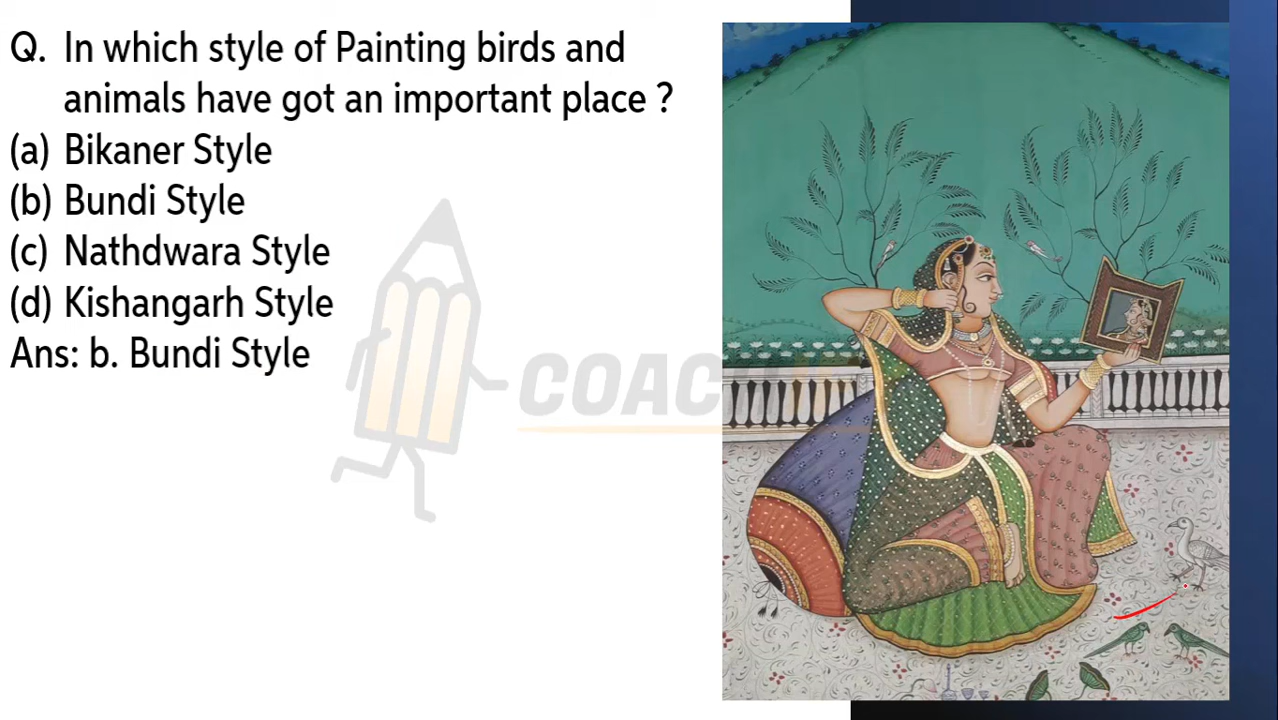 Q. In which style of Painting birds and
animals have got an important place ?
(a) Bikaner Style
(b) Bundi Style
(c) Nathdwara Style
(d) Kishangarh Style
Ans: b. Bundi Style